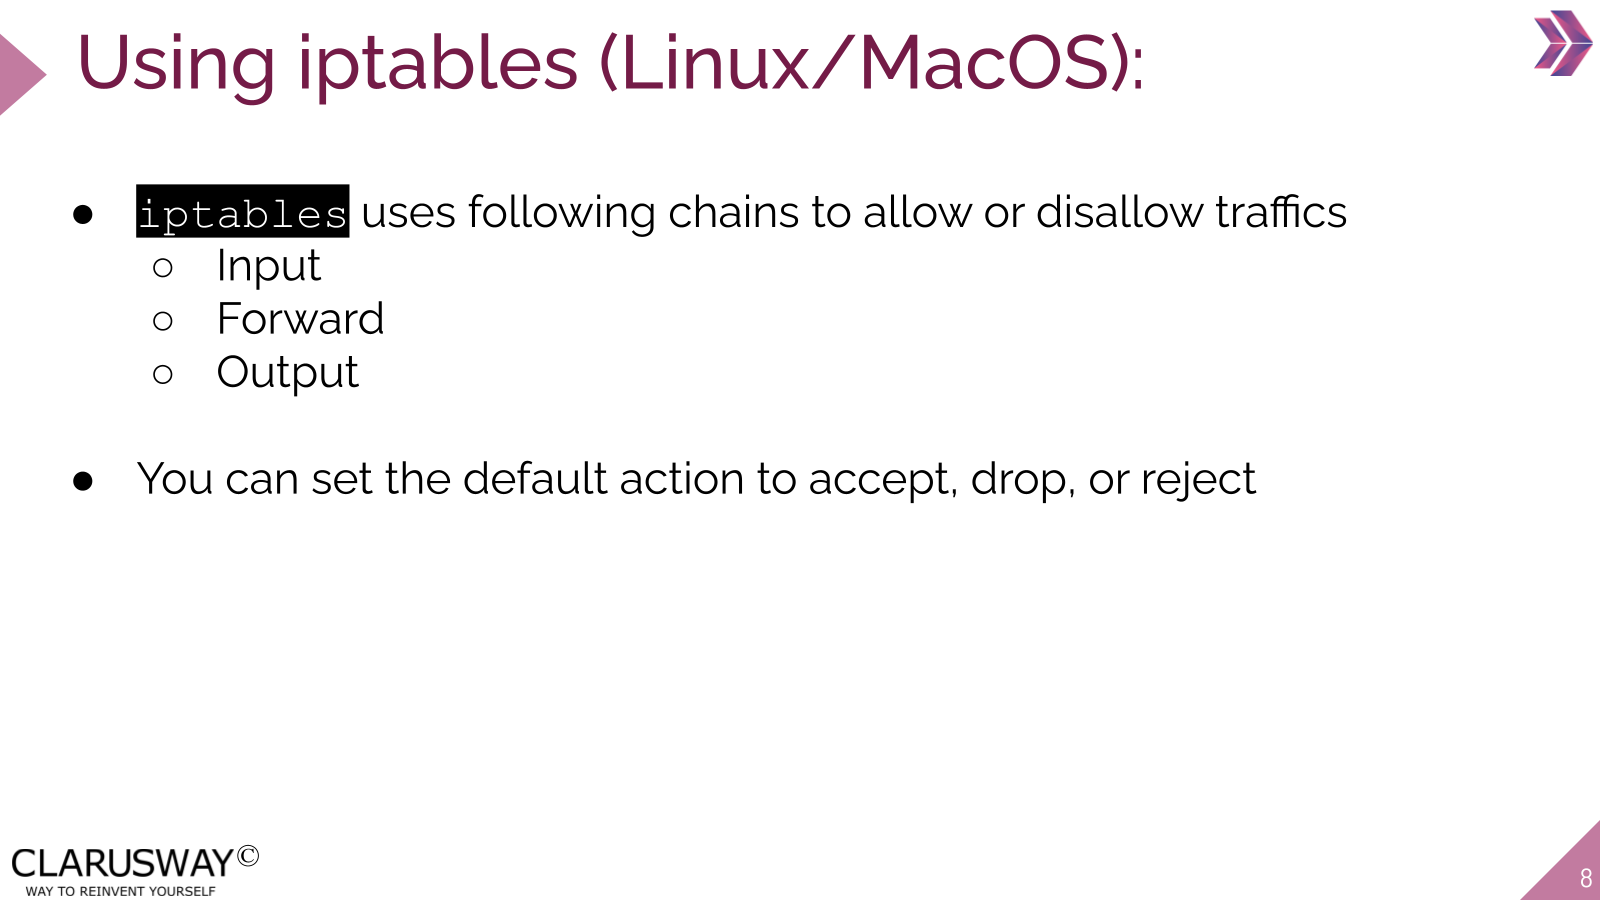 Using iptables (Linux/MacOS):
● iptables uses following chains to allow or disallow traffics
○ Input
○ Forward
○ Output
● You can set the default action to accept, drop, or reject
CLARUSWAY©
WAY TO REINVENT YOURSELF
8